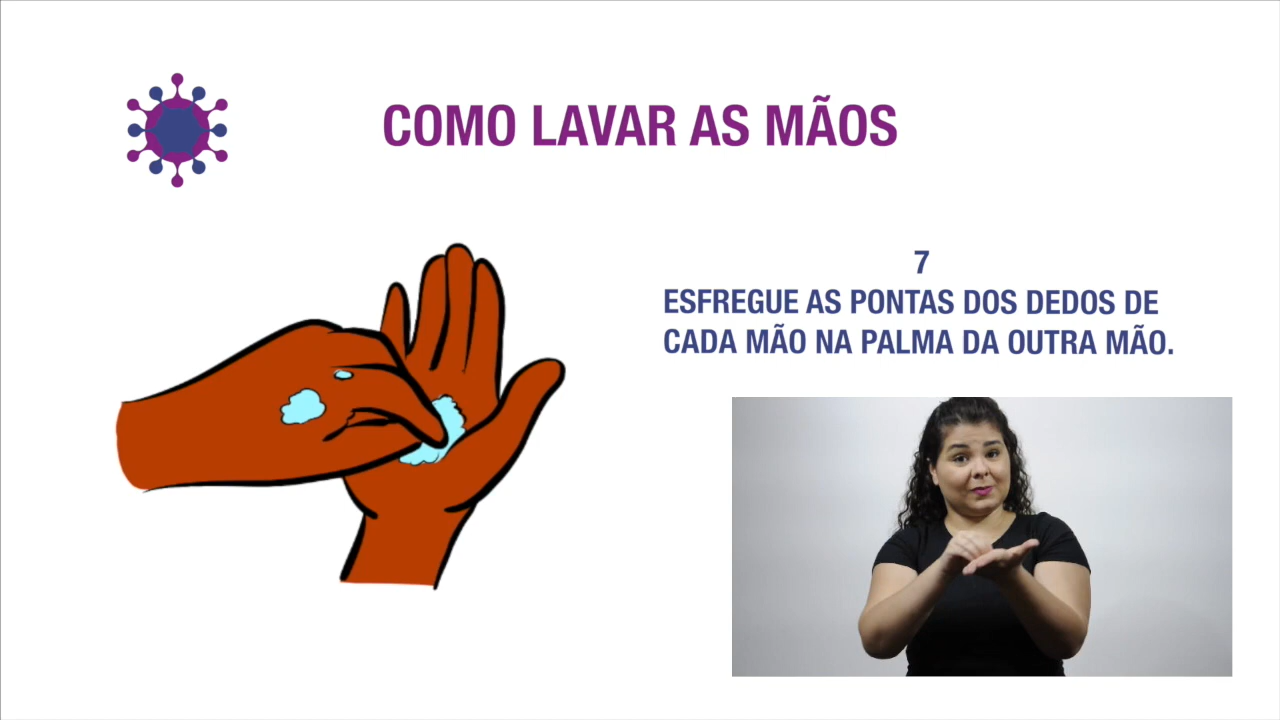 COMO LAVAR AS MÃOS
7
ESFREGUE AS PONTAS DOS DEDOS DE
CADA MÃO NA PALMA DA OUTRA MÃO.